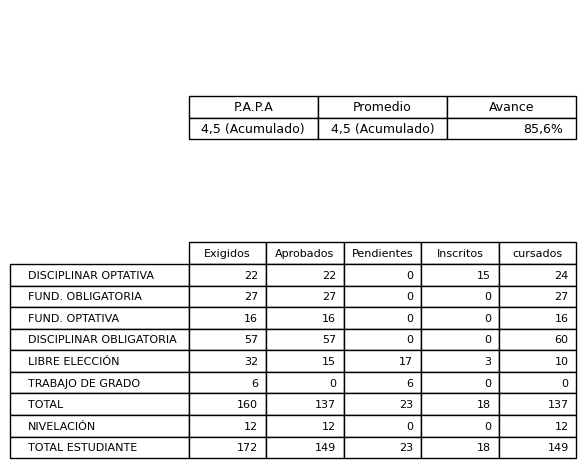 P.A.P.A Promedio Avance
4,5 (Acumulado) 4,5 (Acumulado) 85,6%
Exigidos Aprobados Pendientes Inscritos cursados
DISCIPLINAR OPTATIVA 22 22 0 15 24
FUND. OBLIGATORIA 27 27 0 0 27
FUND. OPTATIVA 16 16 0 0 16
DISCIPLINAR OBLIGATORIA 57 57 0 0 60
LIBRE ELECCIÓN 32 15 17 3 10
TRABAJO DE GRADO 6 0 6 0 0
TOTAL 160 137 23 18 137
NIVELACIÓN 12 12 0 0 12
TOTAL ESTUDIANTE 172 149 23 18 149